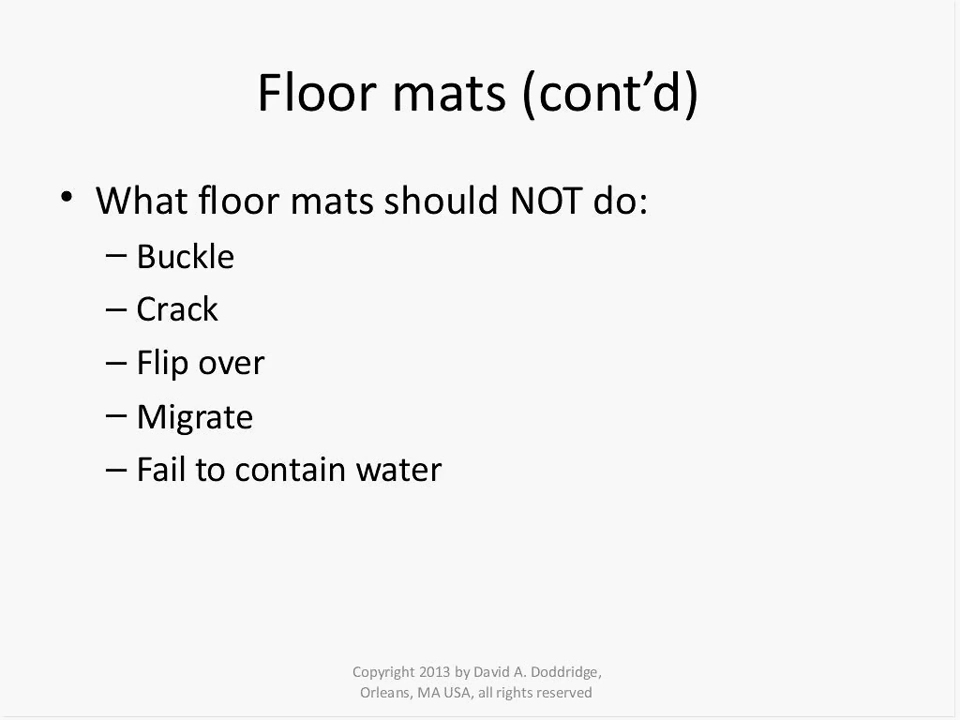 Floor mats (cont’d)
• What floor mats should NOT do:
– Buckle
– Crack
– Flip over
– Migrate
– Fail to contain water
Copyright 2013 by David A. Doddridge,
Orleans, MA USA, all rights reserved